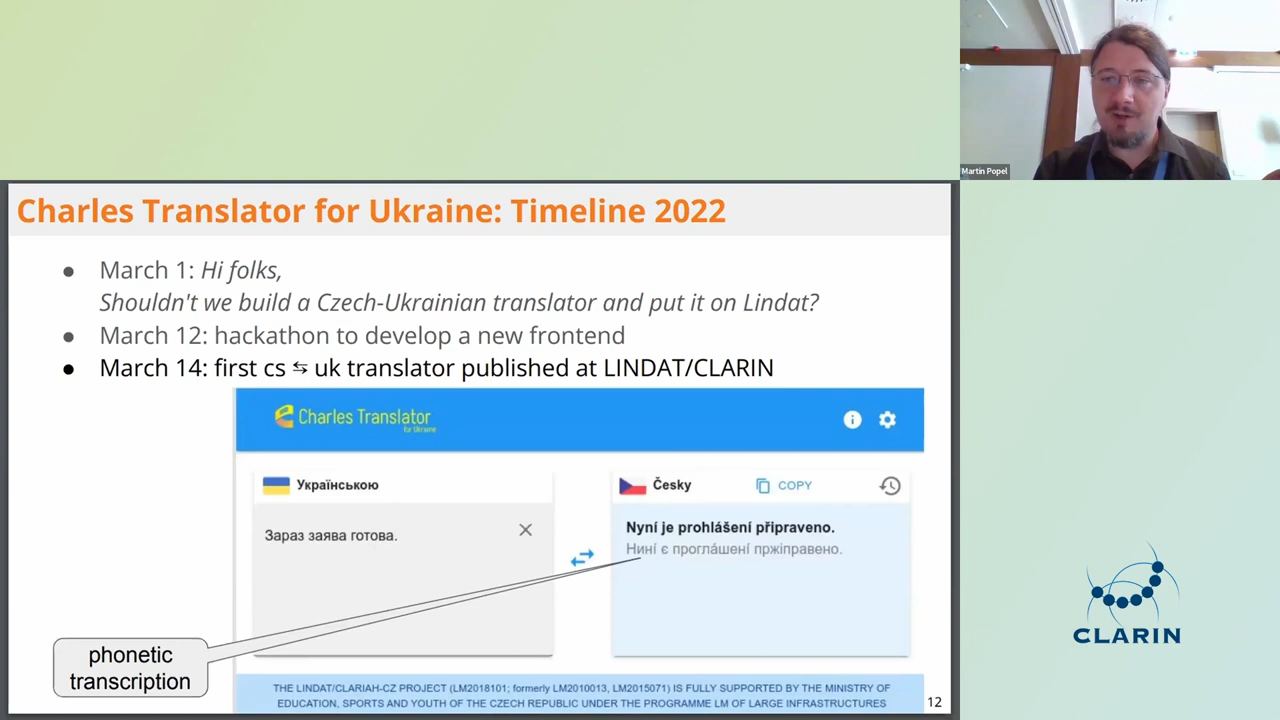 Martin Popel
Charles Translator for Ukraine: Timeline 2022
● March 1: Hi folks,
Shouldn't we build a Czech-Ukrainian translator and put it on Lindat?
● March 12: hackathon to develop a new frontend
● March 14: first cs ⇆ uk translator published at LINDAT/CLARIN
Charles Translator
for Ukraine
Українською
Česky
COPY
Зараз заява готова.
Nyní je prohlášení připraveno.
Нині́ є прогла́шені́ пржіправено.
phonetic
transcription
THE LINDAT/CLARIAH-CZ PROJECT (LM2018101; formerly LM2010013, LM2015071) IS FULLY SUPPORTED BY THE MINISTRY OF
EDUCATION, SPORTS AND YOUTH OF THE CZECH REPUBLIC UNDER THE PROGRAMME LM OF LARGE INFRASTRUCTURES
12
CLARIN